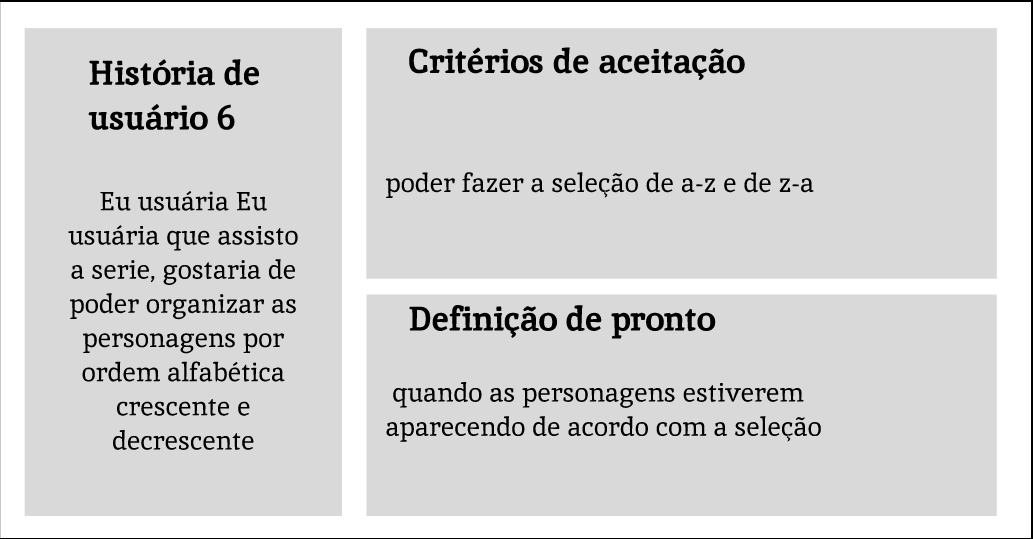 História de
usuário 6
Eu usuária Eu
usuária que assisto
a serie, gostaria de
poder organizar as
personagens por
ordem alfabética
crescente e
decrescente
Critérios de aceitação
poder fazer a seleção de a-z e de z-a
Definição de pronto
quando as personagens estiverem
aparecendo de acordo com a seleção